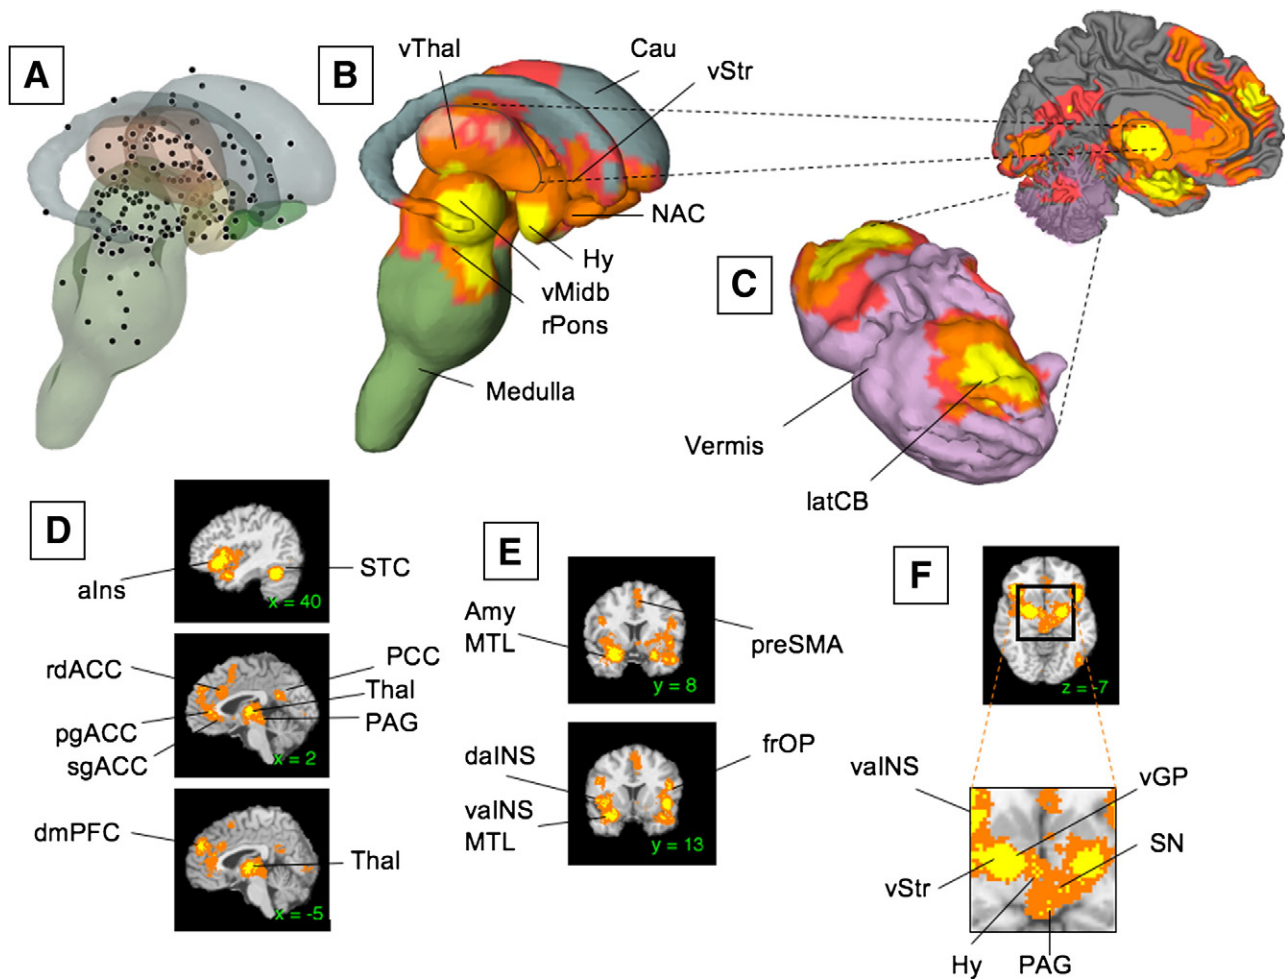 A
B
vThal
Cau
vStr
NAC
Hy
vMidb
rPons
Medulla
C
Vermis
latCB
D
aIns
STC
x = 40
rdACC
PCC
Thal
pgACC
PAG
sgACC
x = 2
dmPFC
Thal
x = -5
E
Amy
MTL
preSMA
y = 8
daINS
frOP
vaINS
MTL
y = 13
F
z = -7
vaINS
vGP
SN
vStr
Hy
PAG